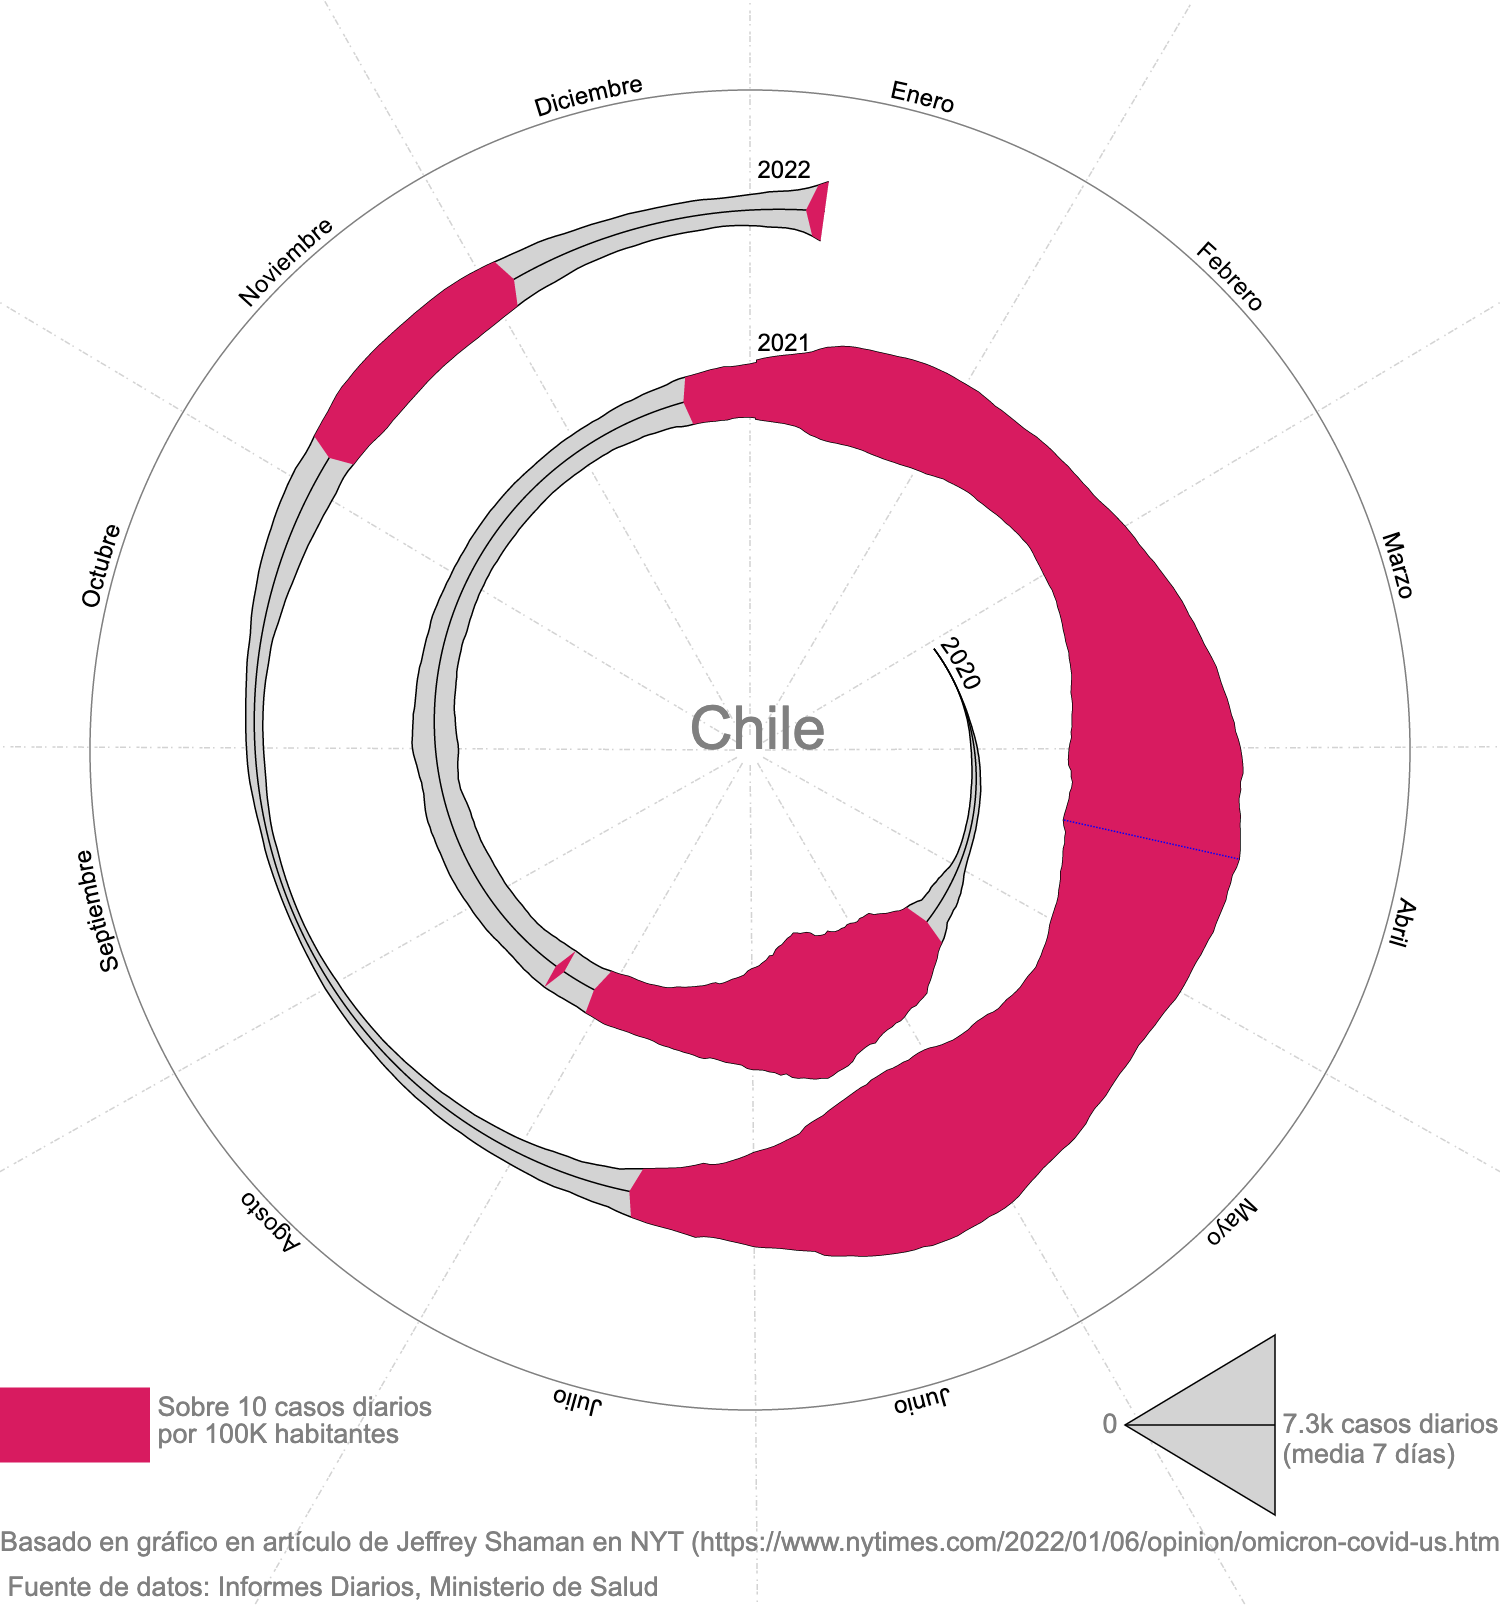 Diciembre
Enero
2022
Noviembre
Febrero
2021
Octubre
Marzo
2020
Chile
Septiembre
Abril
Agosto
Mayo
Julio
Junio
Sobre 10 casos diarios
por 100K habitantes
0
7.3k casos diarios
(media 7 días)
Basado en gráfico en artículo de Jeffrey Shaman en NYT (https://www.nytimes.com/2022/01/06/opinion/omicron-covid-us.htm
Fuente de datos: Informes Diarios, Ministerio de Salud